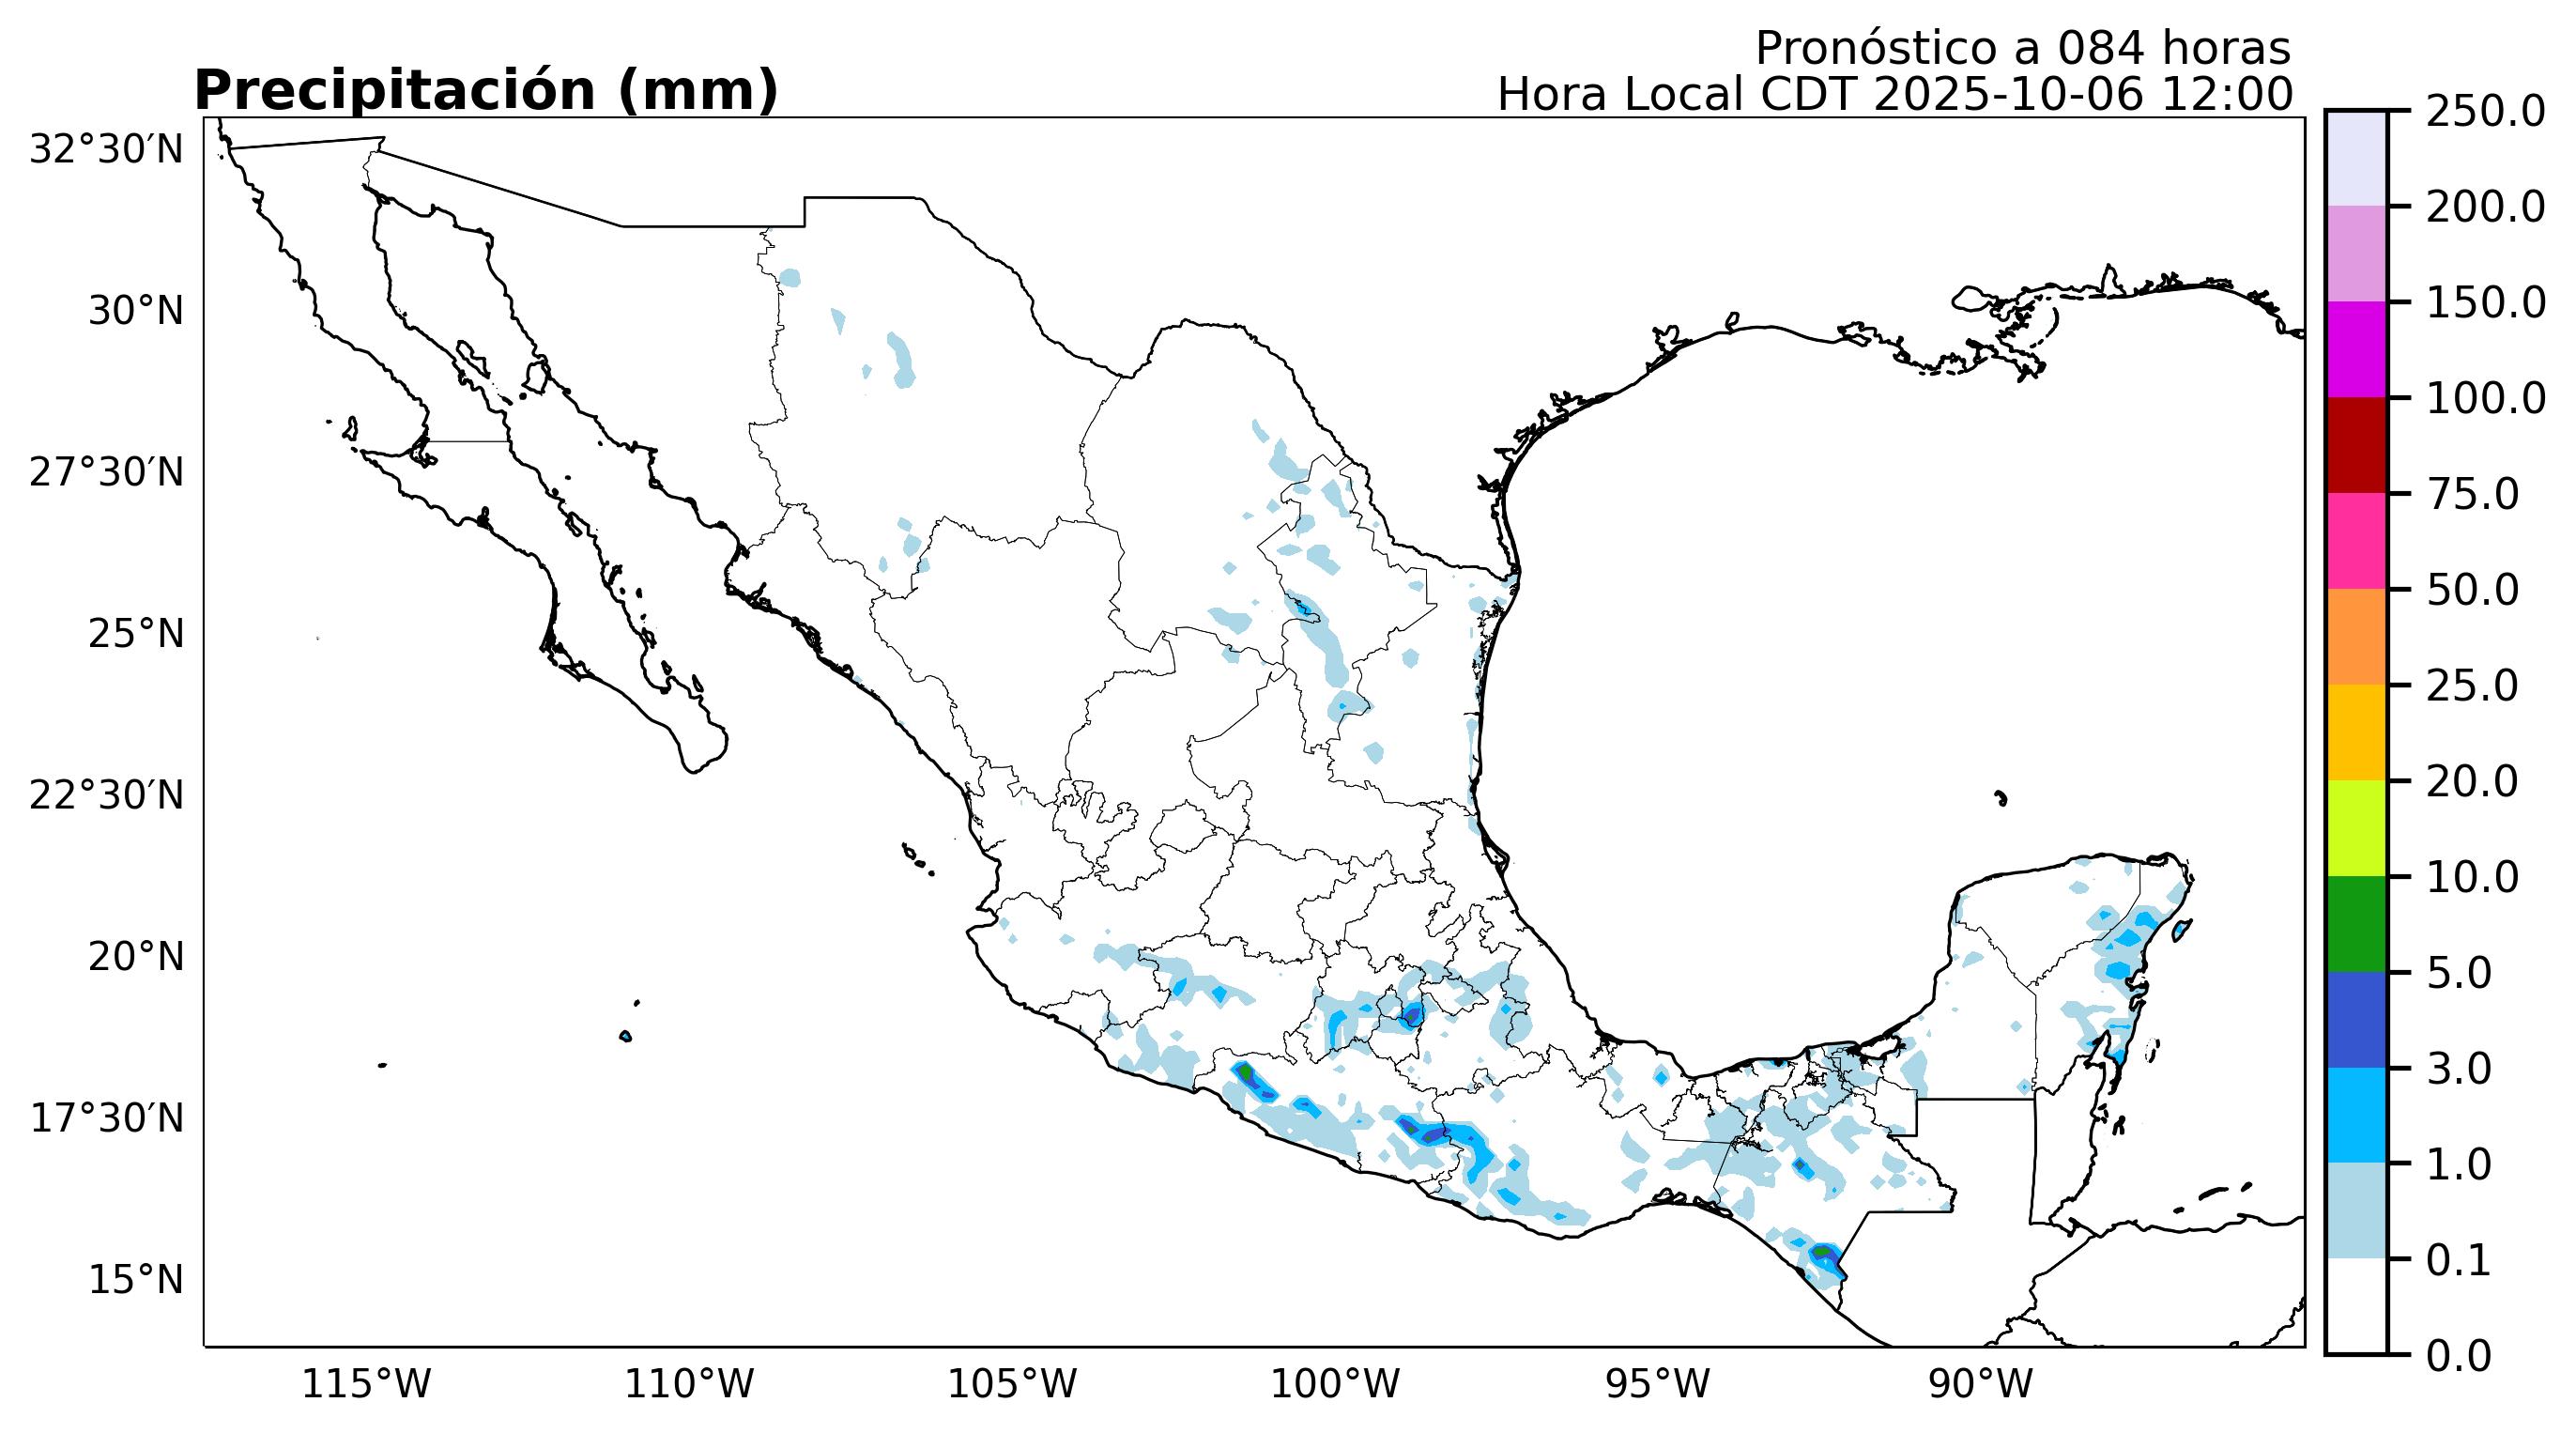 Pronóstico a 084 horas
Precipitación (mm)
Hora Local CDT 2025-10-06 12:00
32°30′N
30°N
27°30′N
25°N
22°30′N
20°N
17°30′N
15°N
115°W
110°W
105°W
100°W
95°W
90°W
250.0
200.0
150.0
100.0
75.0
50.0
25.0
20.0
10.0
5.0
3.0
1.0
0.1
0.0